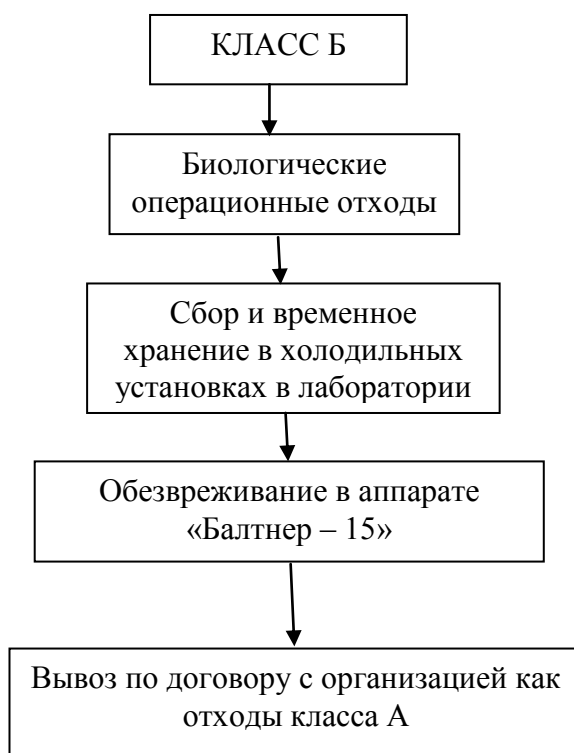 КЛАСС Б
Биологические
операционные отходы
Сбор и временное
хранение в холодильных
установках в лаборатории
Обезвреживание в аппарате
«Балтнер – 15»
Вывоз по договору с организацией как
отходы класса А